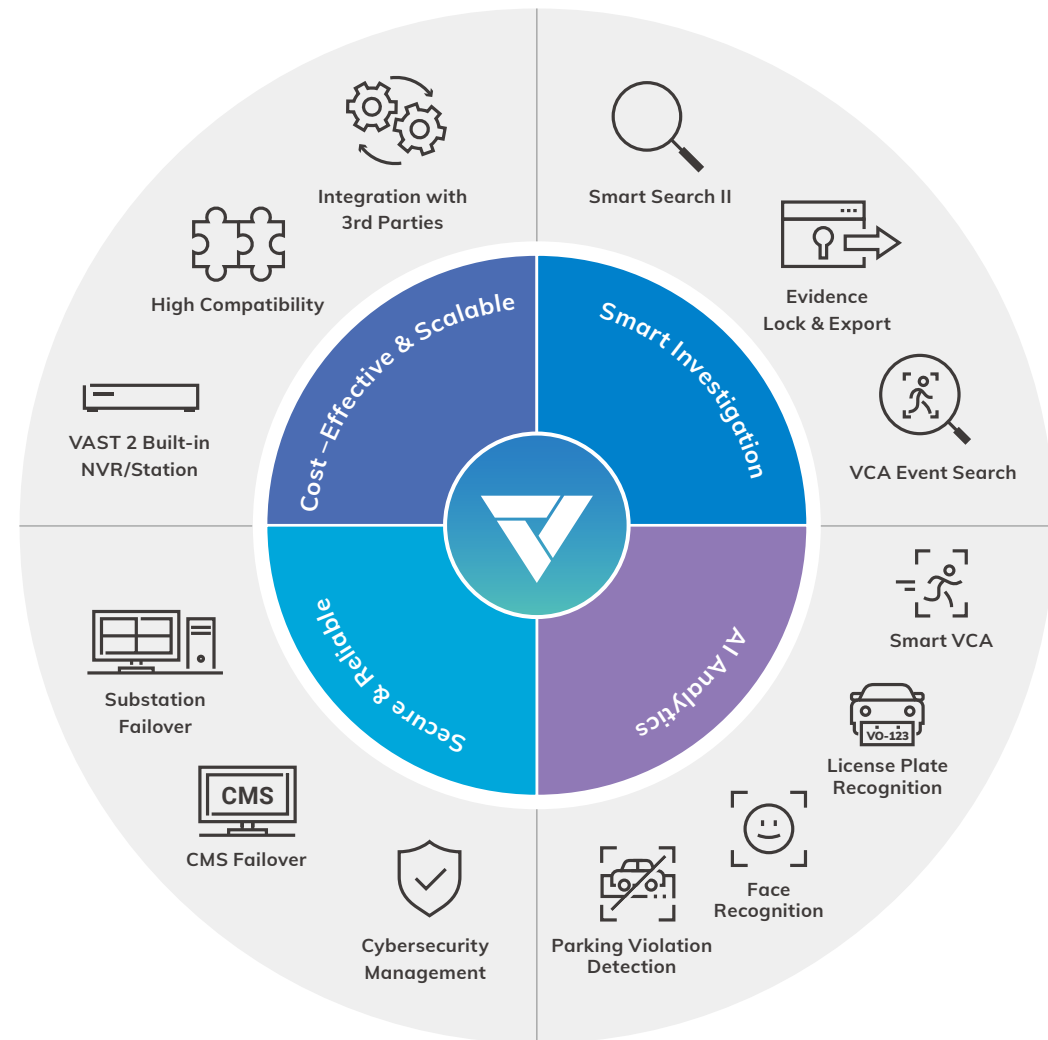 Integration with
3rd Parties
High Compatibility
VAST 2 Built-in
NVR/Station
Cost –Effective & Scalable
Smart Search II
Evidence
Lock & Export
VCA Event Search
Smart Investigation
Smart VCA
VO-123
License Plate
Recognition
Face
Recognition
Parking Violation
Detection
AI Analytics
Substation
Failover
CMS
CMS Failover
Cybersecurity
Management
Secure & Reliable